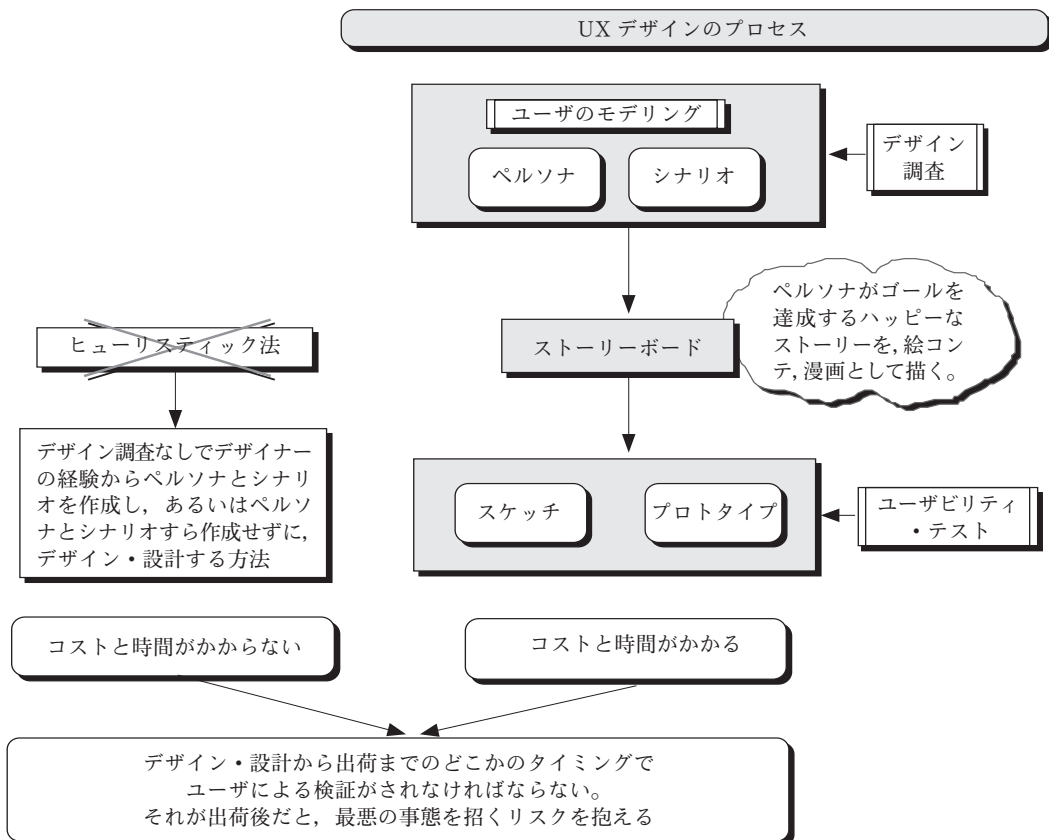 UX デザインのプロセス
ユーザのモデリング
ペルソナ
シナリオ
デザイン
調査
ペルソナがゴールを
達成するハッピーな
ストーリーを, 絵コン
テ, 漫画として描く。
ストーリーボード
ヒューリスティック法
デザイン調査なしでデザイナー
の経験からペルソナとシナリ
オを作成し，あるいはペルソ
ナとシナリオすら作成せずに,
デザイン・設計する方法
スケッチ
プロトタイプ
ユーザビリティ
・テスト
コストと時間がかからない
コストと時間がかかる
デザイン・設計から出荷までのどこかのタイミングで
ユーザによる検証がされなければならない。
それが出荷後だと，最悪の事態を招くリスクを抱える